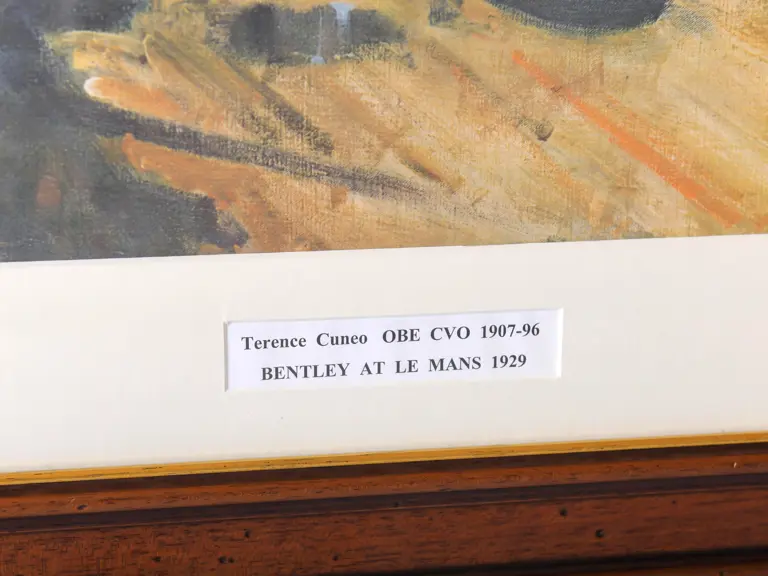 Terence Cuneo OBE CVO 1907-96
BENTLEY AT LE MANS 1929